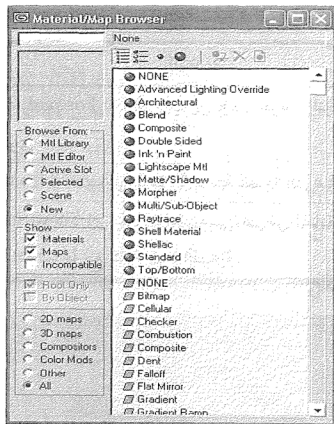 Material/Map Browser
None
Browse From:
Mtl Library
Mtl Editor
Active Slot
Selected
Scene
New
Show
Materials
Maps
Incompatible
Root Only
By Object
2D maps
3D maps
Compositors
Color Mods
Other
All
NONE
Advanced Lighting Override
Architectural
Blend
Composite
Double Sided
Ink 'n Paint
Lightscape Mtl
Matte/Shadow
Morpher
Multi/Sub-Object
Raytrace
Shell Material
Shellac
Standard
Top/Bottom
NONE
Bitmap
Cellular
Checker
Combustion
Composite
Dent
Falloff
Flat Mirror
Gradient
Gradient Ramp